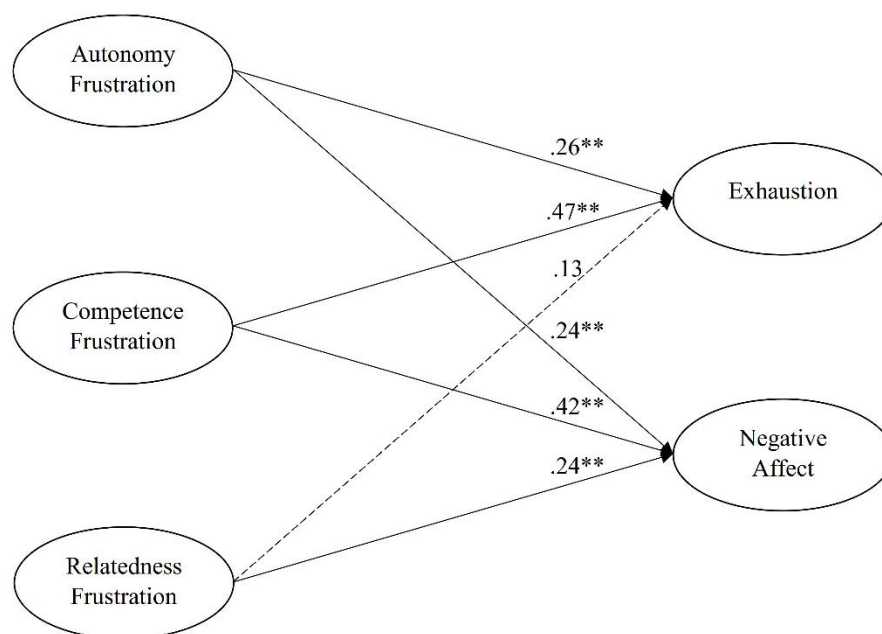 Autonomy
Frustration
.26**
Exhaustion
.47**
.13
Competence
Frustration
.24**
.42**
Negative
Affect
.24**
Relatedness
Frustration